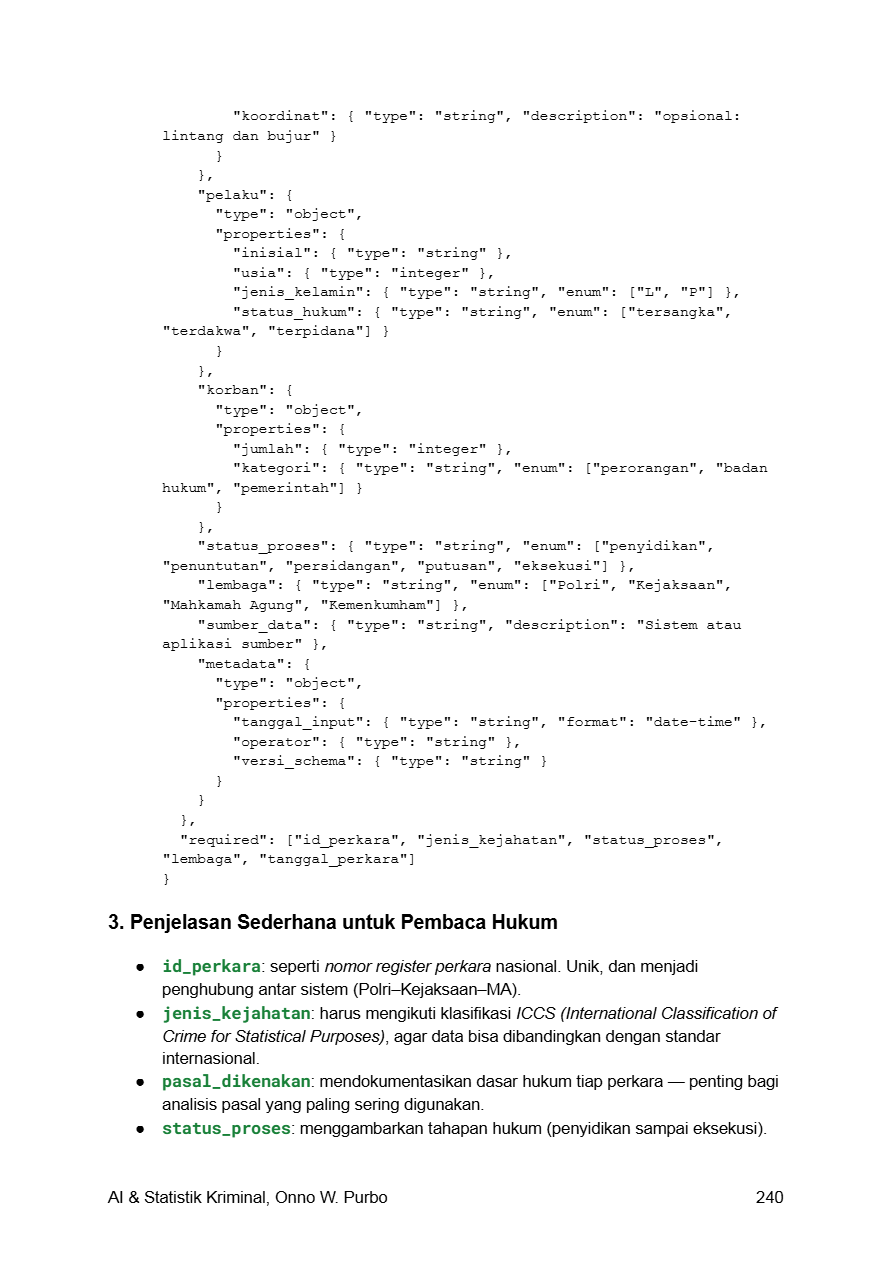 "koordinat": { "type": "string", "description": "opsional:
lintang dan bujur" }
}
},
"pelaku": {
"type": "object",
"properties": {
"inisial": { "type": "string" },
"usia": { "type": "integer" },
"jenis_kelamin": { "type": "string", "enum": ["L", "P"] },
"status_hukum": { "type": "string", "enum": ["tersangka",
"terdakwa", "terpidana"] }
}
},
"korban": {
"type": "object",
"properties": {
"jumlah": { "type": "integer" },
"kategori": { "type": "string", "enum": ["perorangan", "badan
hukum", "pemerintah"] }
}
},
"status_proses": { "type": "string", "enum": ["penyidikan",
"penuntutan", "persidangan", "putusan", "eksekusi"] },
"lembaga": { "type": "string", "enum": ["Polri", "Kejaksaan",
"Mahkamah Agung", "Kemenkumham"] },
"sumber_data": { "type": "string", "description": "Sistem atau
aplikasi sumber" },
"metadata": {
"type": "object",
"properties": {
"tanggal_input": { "type": "string", "format": "date-time" },
"operator": { "type": "string" },
"versi_schema": { "type": "string" }
}
}
},
"required": ["id_perkara", "jenis_kejahatan", "status_proses",
"lembaga", "tanggal_perkara"]
}
3. Penjelasan Sederhana untuk Pembaca Hukum
● id_perkara: seperti nomor register perkara nasional. Unik, dan menjadi
penghubung antar sistem (Polri–Kejaksaan–MA).
● jenis_kejahatan: harus mengikuti klasifikasi ICCS (International Classification of
Crime for Statistical Purposes), agar data bisa dibandingkan dengan standar
internasional.
● pasal_dikenakan: mendokumentasikan dasar hukum tiap perkara — penting bagi
analisis pasal yang paling sering digunakan.
● status_proses: menggambarkan tahapan hukum (penyidikan sampai eksekusi).
AI & Statistik Kriminal, Onno W. Purbo 240